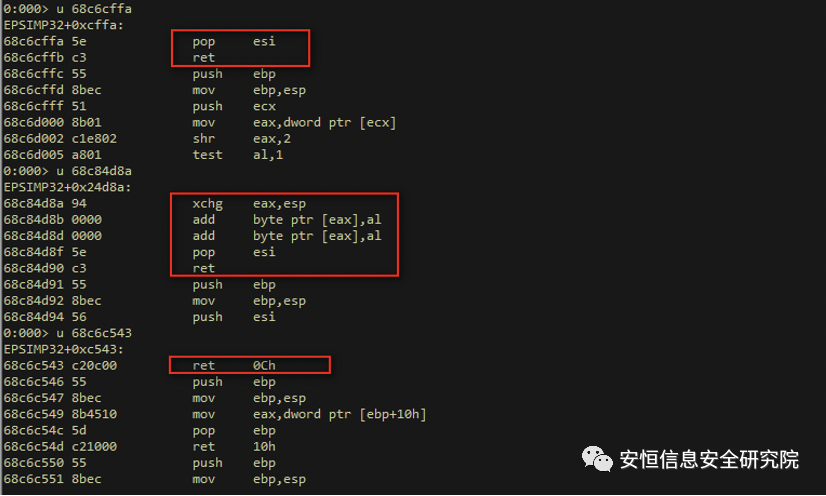 0:000> u 68c6cffa
EPSIMP32+0xcffa:
68c6cffa 5e pop esi
68c6cffb c3 ret
68c6cffc 55 push ebp
68c6cffd 8bec mov ebp,esp
68c6cfff 51 push ecx
68c6d000 8b01 mov eax,dword ptr [ecx]
68c6d002 c1e802 shr eax,2
68c6d005 a801 test al,1
0:000> u 68c84d8a
EPSIMP32+0x24d8a:
68c84d8a 94 xchg eax,esp
68c84d8b 0000 add byte ptr [eax],al
68c84d8d 0000 add byte ptr [eax],al
68c84d8f 5e pop esi
68c84d90 c3 ret
68c84d91 55 push ebp
68c84d92 8bec mov ebp,esp
68c84d94 56 push esi
0:000> u 68c6c543
EPSIMP32+0xc543:
68c6c543 c20c00 ret 0Ch
68c6c546 55 push ebp
68c6c547 8bec mov ebp,esp
68c6c549 8b4510 mov eax,dword ptr [ebp+10h]
68c6c54c 5d pop ebp
68c6c54d c21000 ret 10h
68c6c550 55 push ebp
68c6c551 8bec mov ebp,esp
安恒信息安全研究院